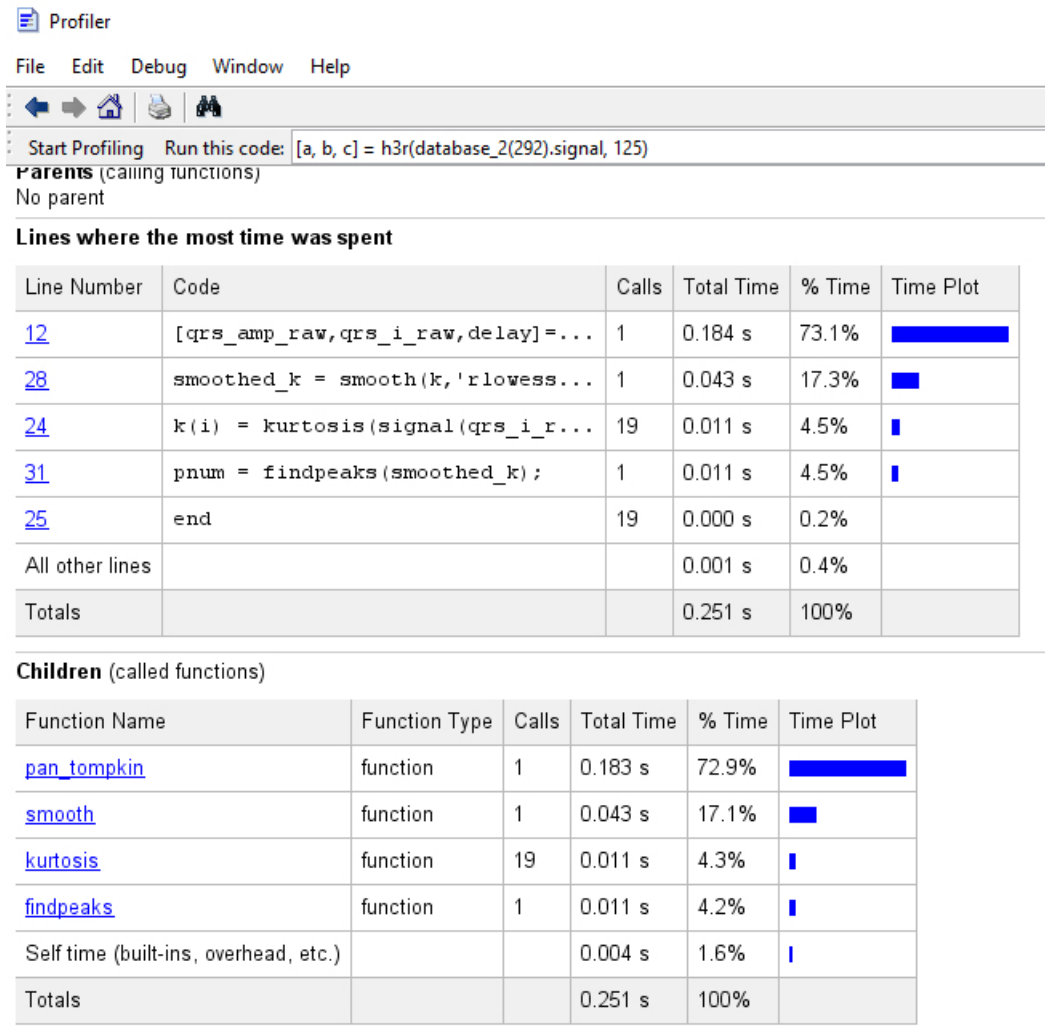 Profiler
File Edit Debug Window Help
Start Profiling Run this code: [a, b, c] = h3r(database_2(292).signal, 125)
Parents (calling functions)
No parent
Lines where the most time was spent
Line Number Code Calls Total Time % Time Time Plot
12 [qrs_amp_raw,qrs_i_raw,delay]=... 1 0.184 s 73.1%
28 smoothed_k = smooth(k,'rlowess... 1 0.043 s 17.3%
24 k(i) = kurtosis(signal(qrs_i_r... 19 0.011 s 4.5%
31 pnum = findpeaks(smoothed_k); 1 0.011 s 4.5%
25 end 19 0.000 s 0.2%
All other lines 0.001 s 0.4%
Totals 0.251 s 100%
Children (called functions)
Function Name Function Type Calls Total Time % Time Time Plot
pan_tompkin function 1 0.183 s 72.9%
smooth function 1 0.043 s 17.1%
kurtosis function 19 0.011 s 4.3%
findpeaks function 1 0.011 s 4.2%
Self time (built-ins, overhead, etc.) 0.004 s 1.6%
Totals 0.251 s 100%